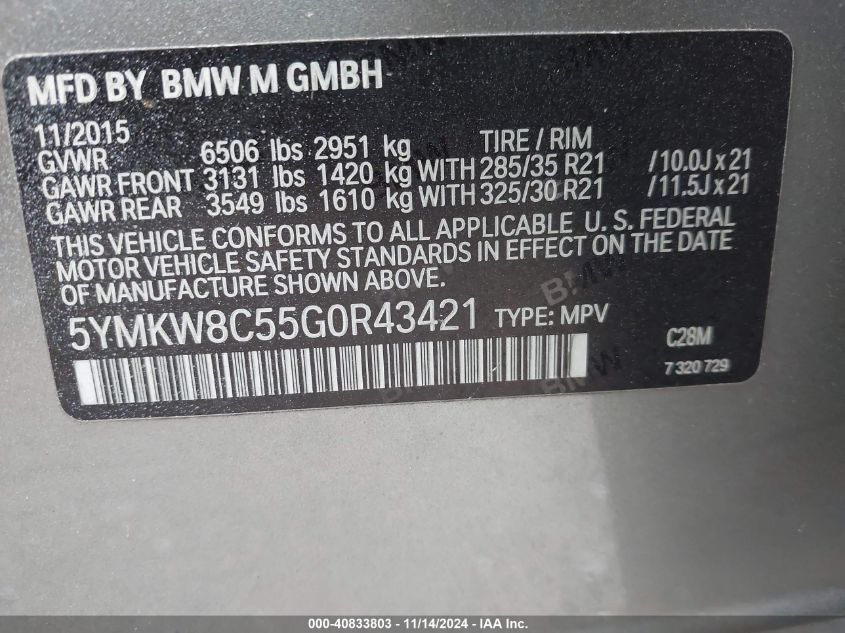 MFD BY BMW M GMBH
11/2015
GVWR 6506 lbs 2951 kg TIRE / RIM
GAWR FRONT 3131 lbs 1420 kg WITH 285/35 R21 /10.0J x 21
GAWR REAR 3549 lbs 1610 kg WITH 325/30 R21 /11.5J x 21
THIS VEHICLE CONFORMS TO ALL APPLICABLE U. S. FEDERAL
MOTOR VEHICLE SAFETY STANDARDS IN EFFECT ON THE DATE
OF MANUFACTURE SHOWN ABOVE.
5YMKW8C55G0R43421 TYPE: MPV
C28M
7 320 729
000-40833803 - 11/14/2024 - IAA Inc.